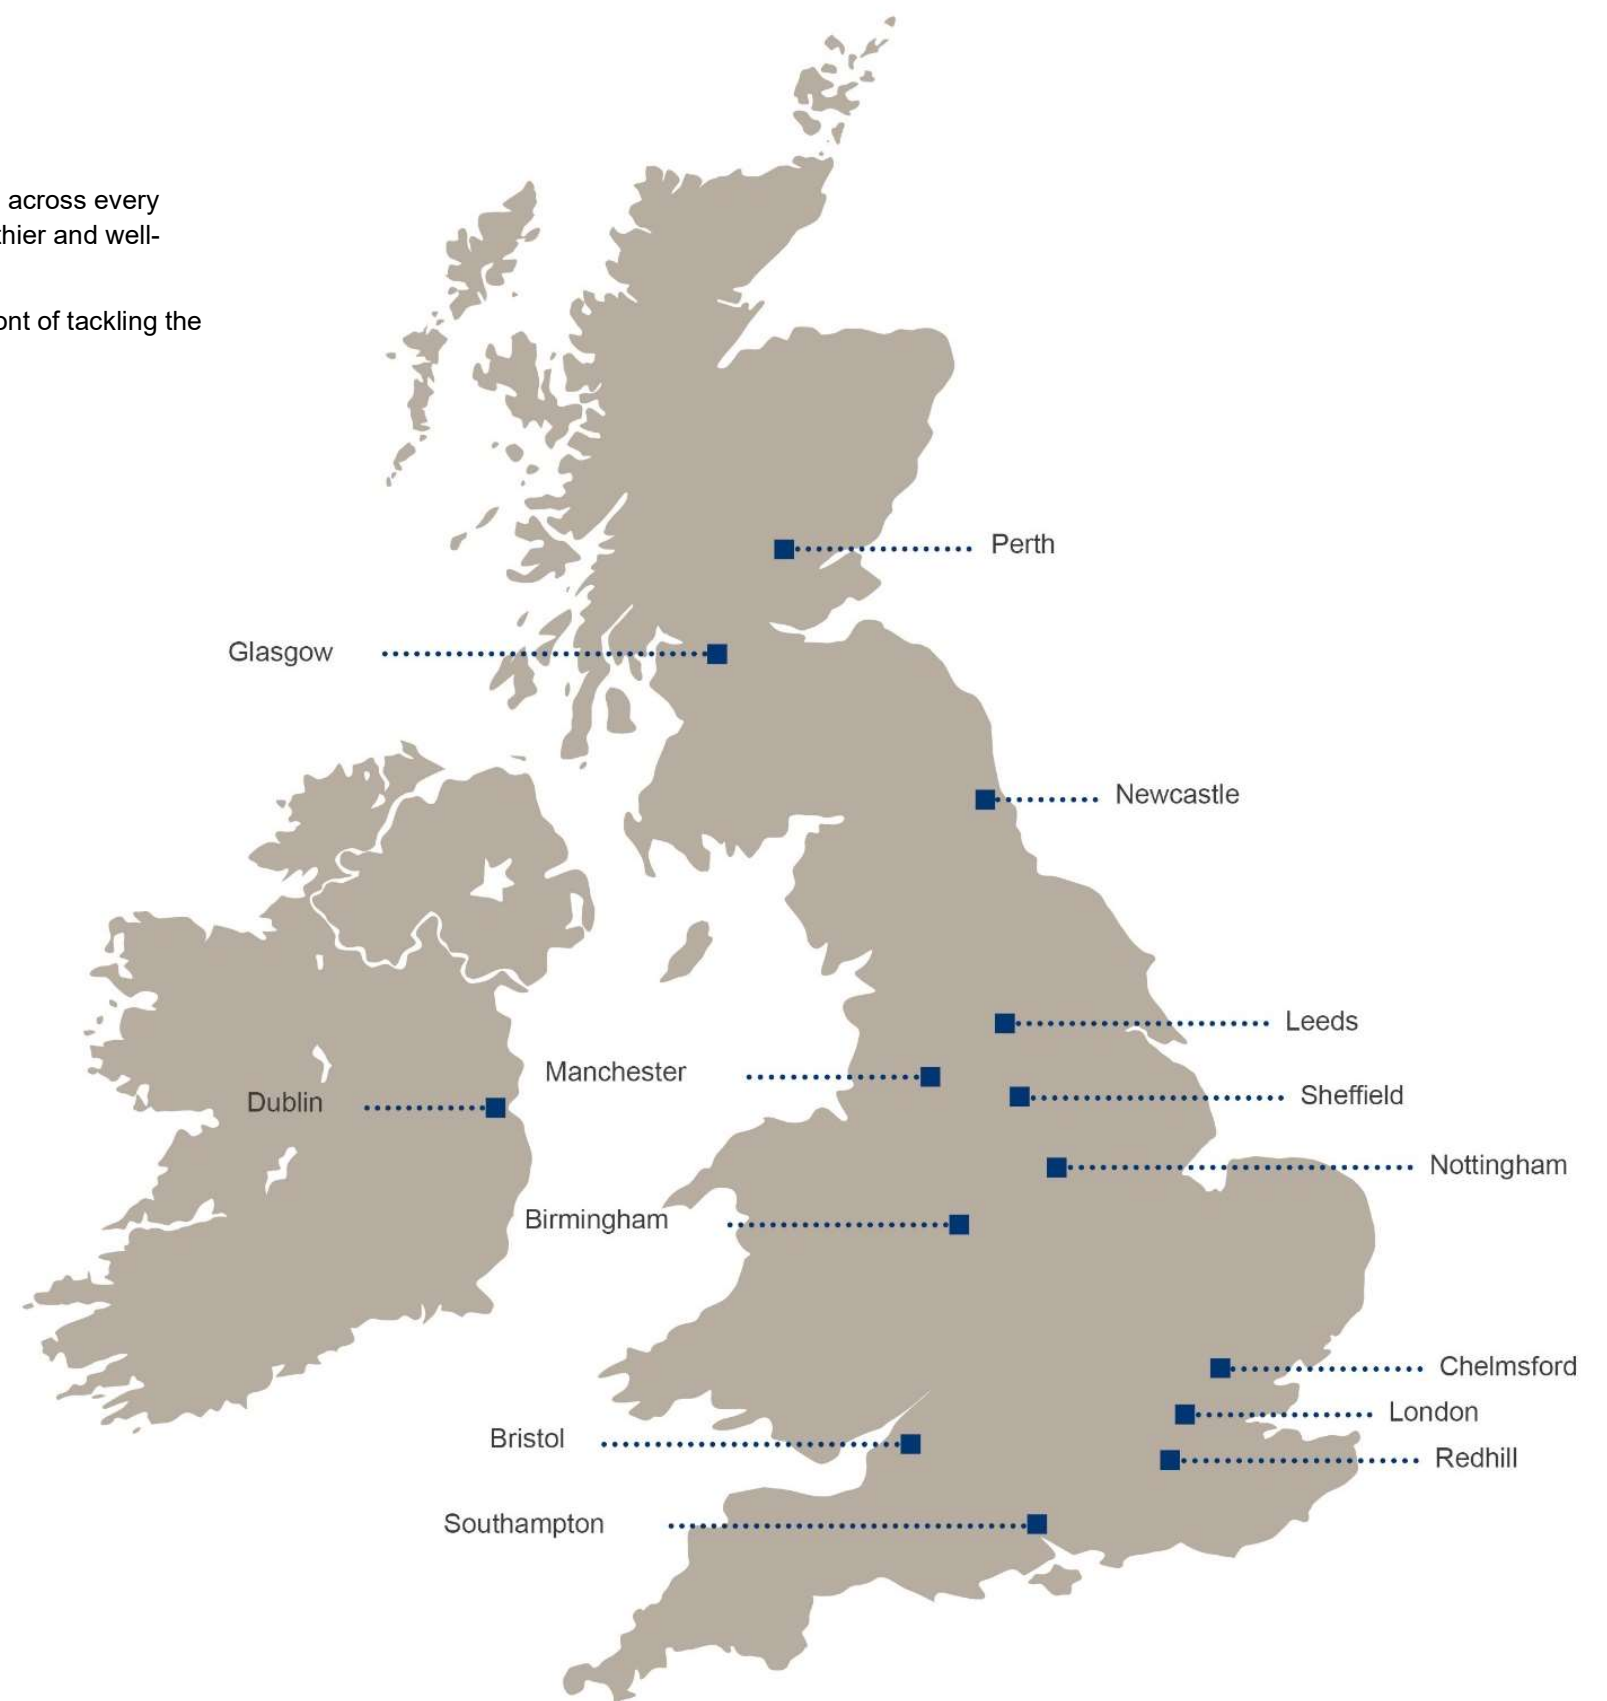 across every
thier and well-
ont of tackling the
Perth
Glasgow
Newcastle
Leeds
Manchester
Sheffield
Dublin
Nottingham
Birmingham
Chelmsford
London
Bristol
Redhill
Southampton